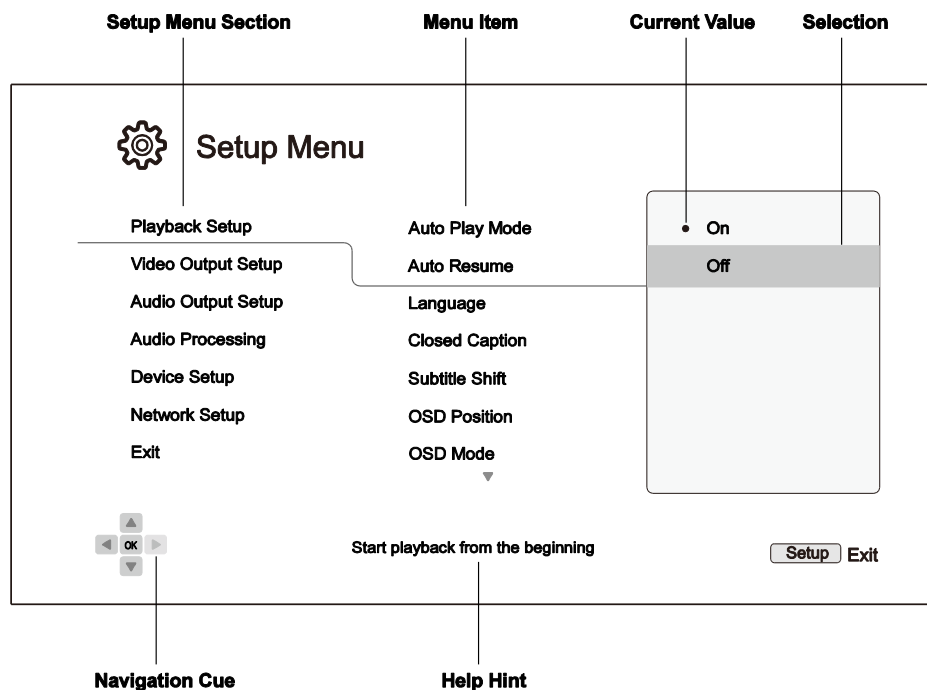 Setup Menu Section Menu Item Current Value Selection
Setup Menu
Playback Setup Auto Play Mode On
Video Output Setup Auto Resume Off
Audio Output Setup Language
Audio Processing Closed Caption
Device Setup Subtitle Shift
Network Setup OSD Position
Exit OSD Mode
OK Start playback from the beginning Setup Exit
Navigation Cue Help Hint